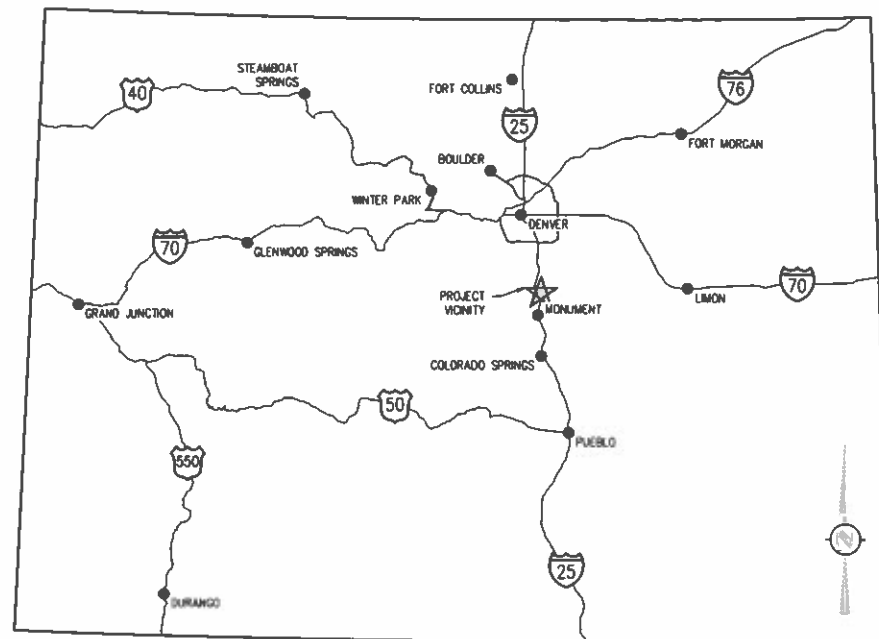 STEAMBOAT
SPRINGS
40
FORT COLLINS
25
76
FORT MORGAN
BOULDER
WINTER PARK
DENVER
70
GLENWOOD SPRINGS
PROJECT
VICINITY
LIMON
70
GRAND JUNCTION
MONUMENT
COLORADO SPRINGS
50
PUEBLO
550
25
DURANGO
N